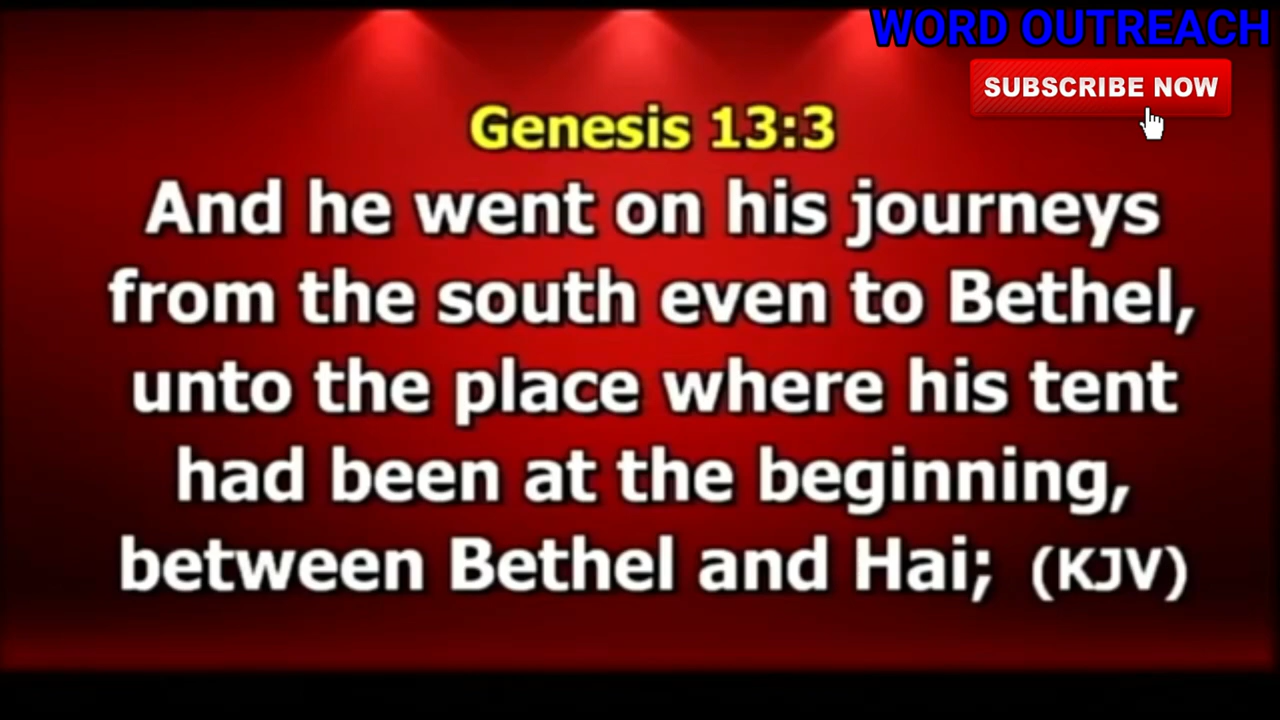 WORD OUTREACH
SUBSCRIBE NOW
Genesis 13:3
And he went on his journeys
from the south even to Bethel,
unto the place where his tent
had been at the beginning,
between Bethel and Hai; (KJV)